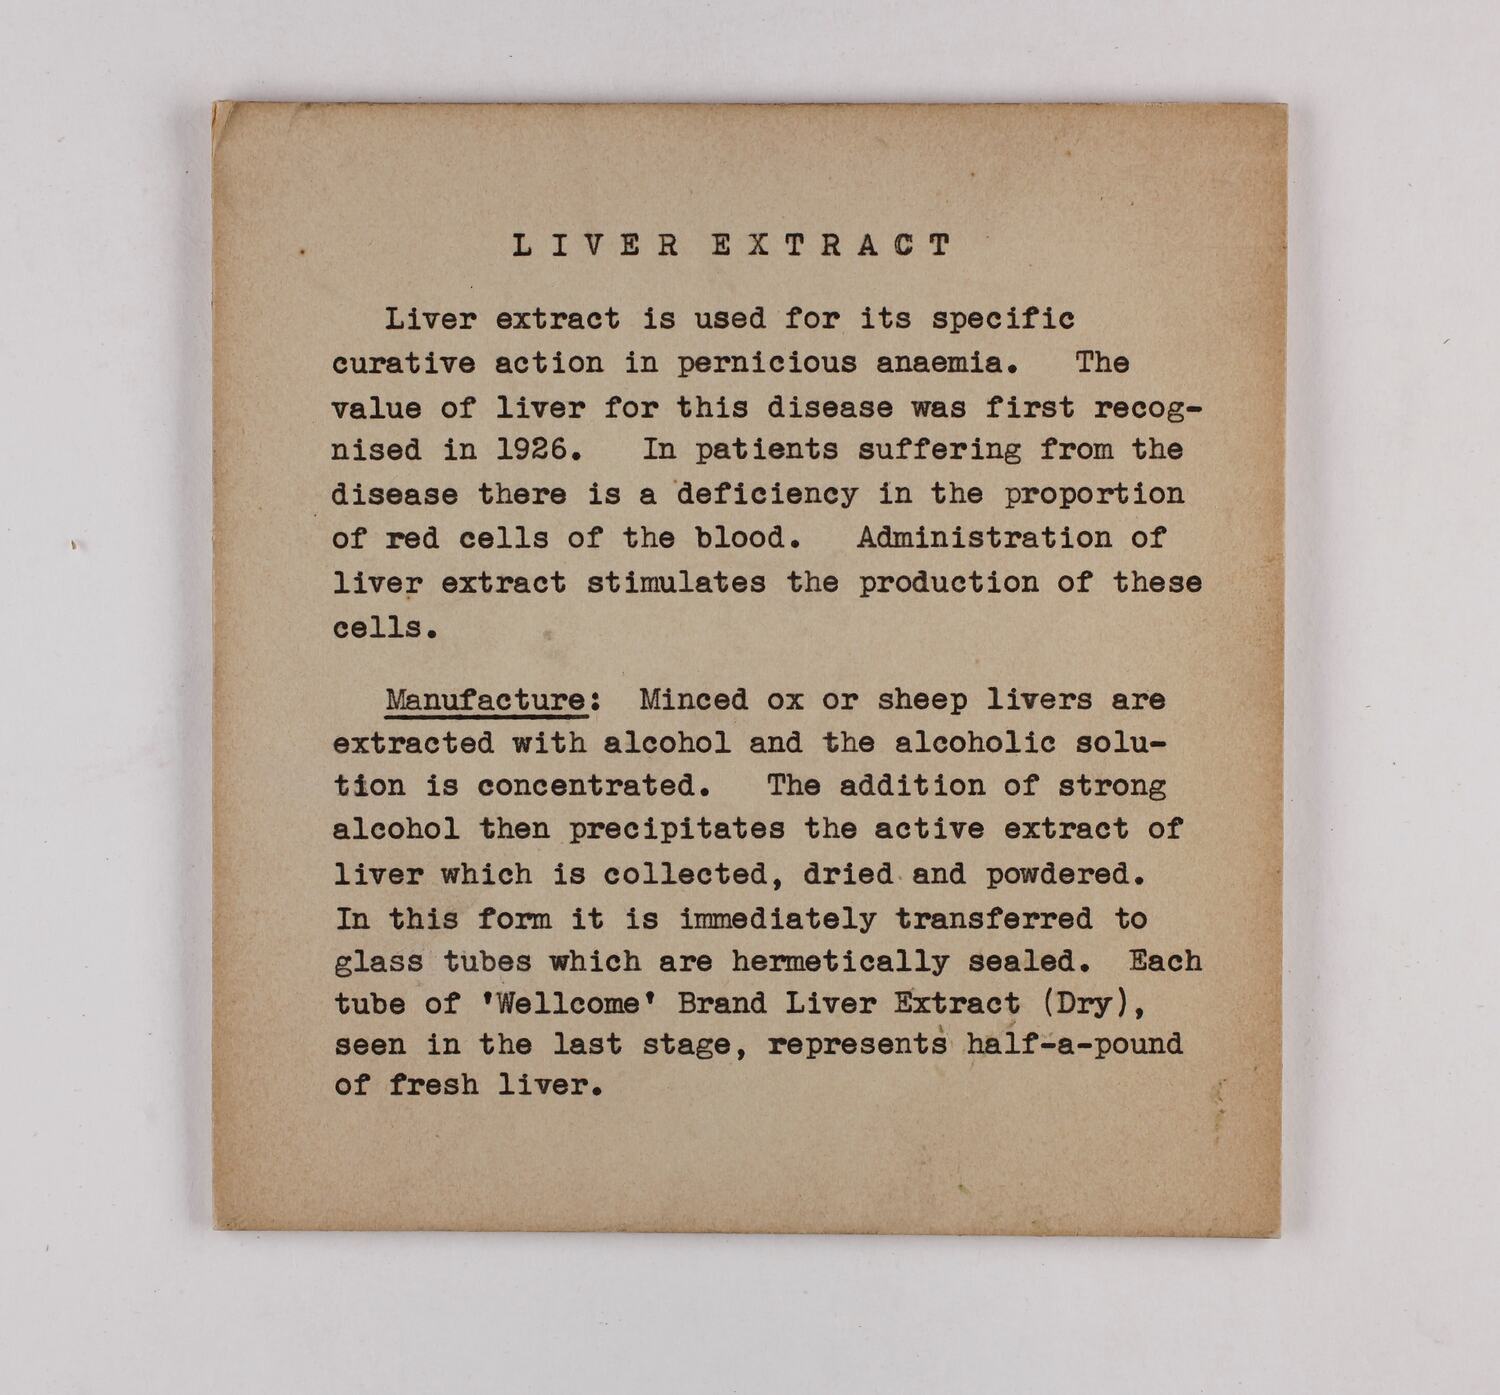 LIVER EXTRACT
Liver extract is used for its specific
curative action in pernicious anaemia. The
value of liver for this disease was first recog-
nised in 1926. In patients suffering from the
disease there is a deficiency in the proportion
of red cells of the blood. Administration of
liver extract stimulates the production of these
cells.
Manufacture: Minced ox or sheep livers are
extracted with alcohol and the alcoholic solu-
tion is concentrated. The addition of strong
alcohol then precipitates the active extract of
liver which is collected, dried and powdered.
In this form it is immediately transferred to
glass tubes which are hermetically sealed. Each
tube of 'Wellcome' Brand Liver Extract (Dry),
seen in the last stage, represents half-a-pound
of fresh liver.